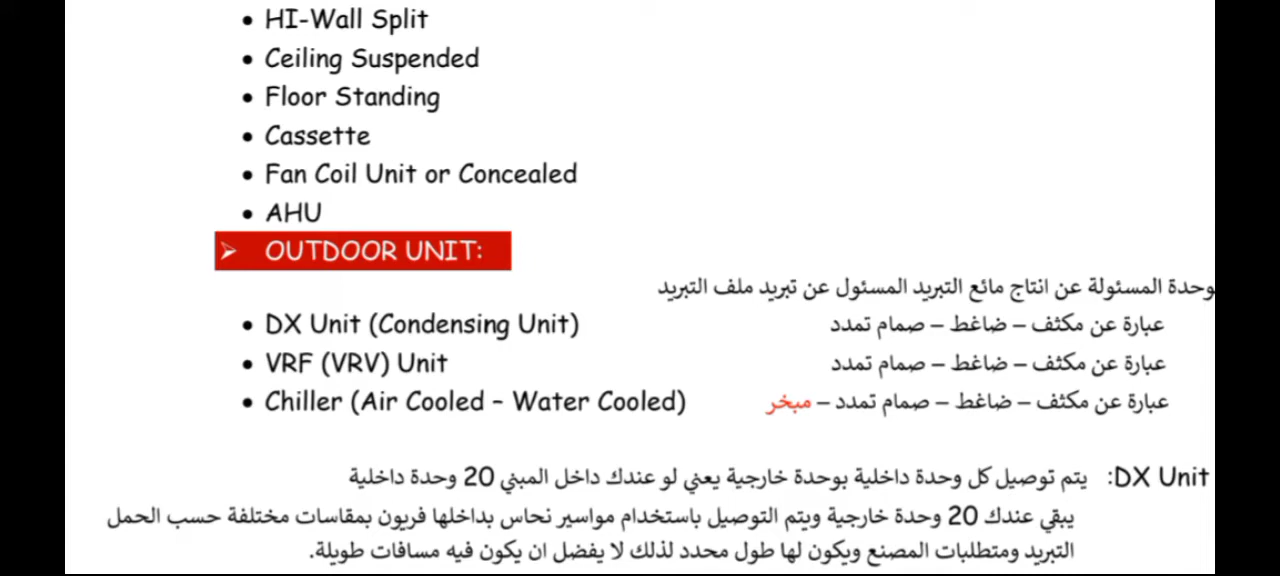 • HI-Wall Split
• Ceiling Suspended
• Floor Standing
• Cassette
• Fan Coil Unit or Concealed
• AHU
➢ OUTDOOR UNIT:
المسئولة عن انتاج مائع التبريد المسئول عن تبريد ملف التبريد
• DX Unit (Condensing Unit) عبارة عن مكثف – ضاغط – صمام تمدد
• VRF (VRV) Unit عبارة عن مكثف – ضاغط – صمام تمدد
• Chiller (Air Cooled – Water Cooled) عبارة عن مكثف – ضاغط – صمام تمدد – مبخر
DX Unit: يتم توصيل كل وحدة داخلية بوحدة خارجية يعني لو عندك داخل المبني 20 وحدة داخلية
يبقي عندك 20 وحدة خارجية ويتم التوصيل باستخدام مواسير نحاس بداخلها فريون بمقاسات مختلفة حسب الحمل
التبريد ومتطلبات المصنع ويكون لها طول محدد لذلك لا يفضل ان يكون فيه مسافات طويلة.